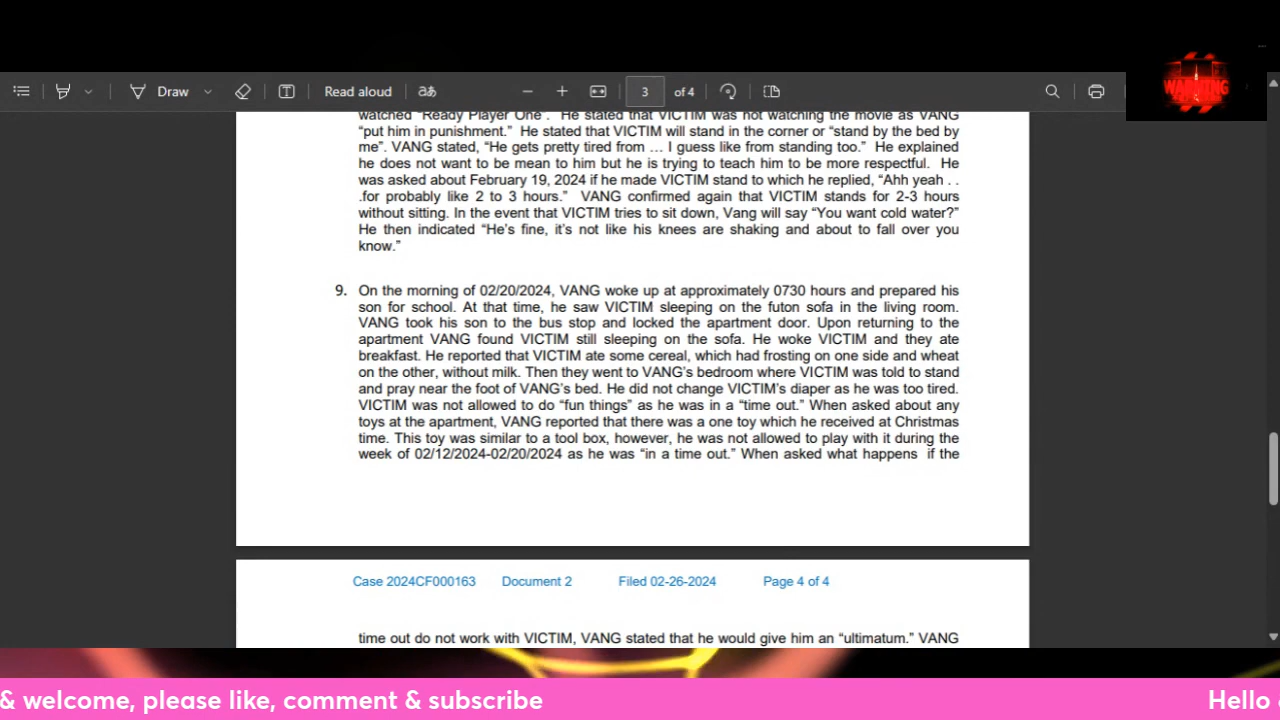 WARNING
Draw
Read aloud
3 of 4
watched "Ready Player One". He stated that VICTIM was not watching the movie as VANG
"put him in punishment." He stated that VICTIM will stand in the corner or "stand by the bed by
me". VANG stated, "He gets pretty tired from … I guess like from standing too." He explained
he does not want to be mean to him but he is trying to teach him to be more respectful. He
was asked about February 19, 2024 if he made VICTIM stand to which he replied, "Ahh yeah . .
.for probably like 2 to 3 hours." VANG confirmed again that VICTIM stands for 2-3 hours
without sitting. In the event that VICTIM tries to sit down, Vang will say "You want cold water?"
He then indicated "He's fine, it's not like his knees are shaking and about to fall over you
know."
9. On the morning of 02/20/2024, VANG woke up at approximately 0730 hours and prepared his
son for school. At that time, he saw VICTIM sleeping on the futon sofa in the living room.
VANG took his son to the bus stop and locked the apartment door. Upon returning to the
apartment VANG found VICTIM still sleeping on the sofa. He woke VICTIM and they ate
breakfast. He reported that VICTIM ate some cereal, which had frosting on one side and wheat
on the other, without milk. Then they went to VANG's bedroom where VICTIM was told to stand
and pray near the foot of VANG's bed. He did not change VICTIM's diaper as he was too tired.
VICTIM was not allowed to do "fun things" as he was in a "time out." When asked about any
toys at the apartment, VANG reported that there was a one toy which he received at Christmas
time. This toy was similar to a tool box, however, he was not allowed to play with it during the
week of 02/12/2024-02/20/2024 as he was "in a time out." When asked what happens if the
Case 2024CF000163 Document 2 Filed 02-26-2024 Page 4 of 4
time out do not work with VICTIM, VANG stated that he would give him an "ultimatum." VANG
& welcome, please like, comment & subscribe
Hello